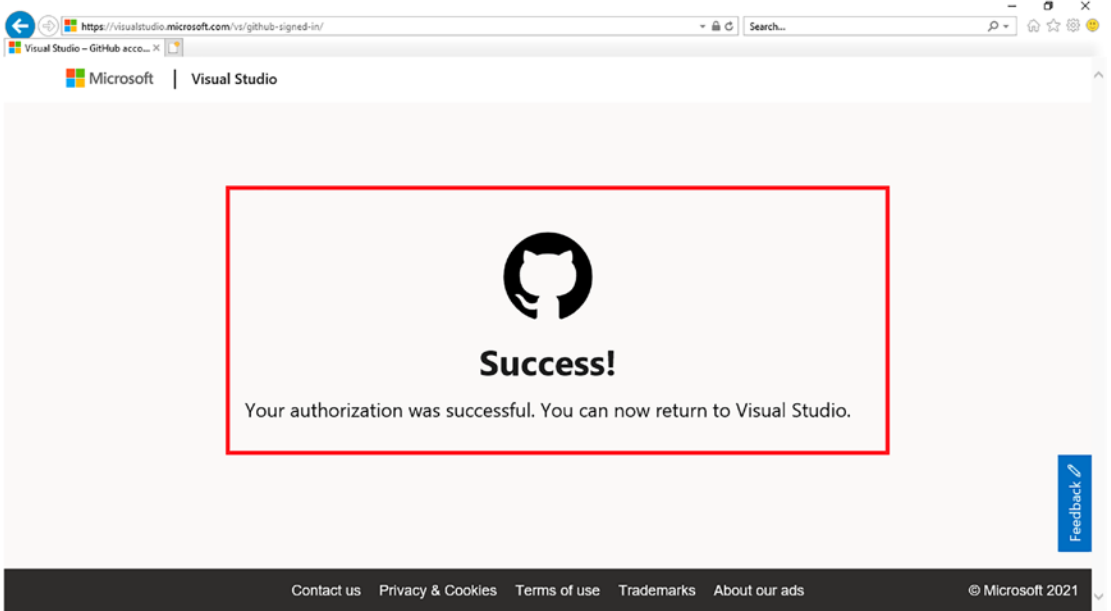 https://visualstudio.microsoft.com/vs/github-signed-in/
Search...
Visual Studio – GitHub acco...
Microsoft | Visual Studio
Success!
Your authorization was successful. You can now return to Visual Studio.
Feedback
Contact us Privacy & Cookies Terms of use Trademarks About our ads © Microsoft 2021